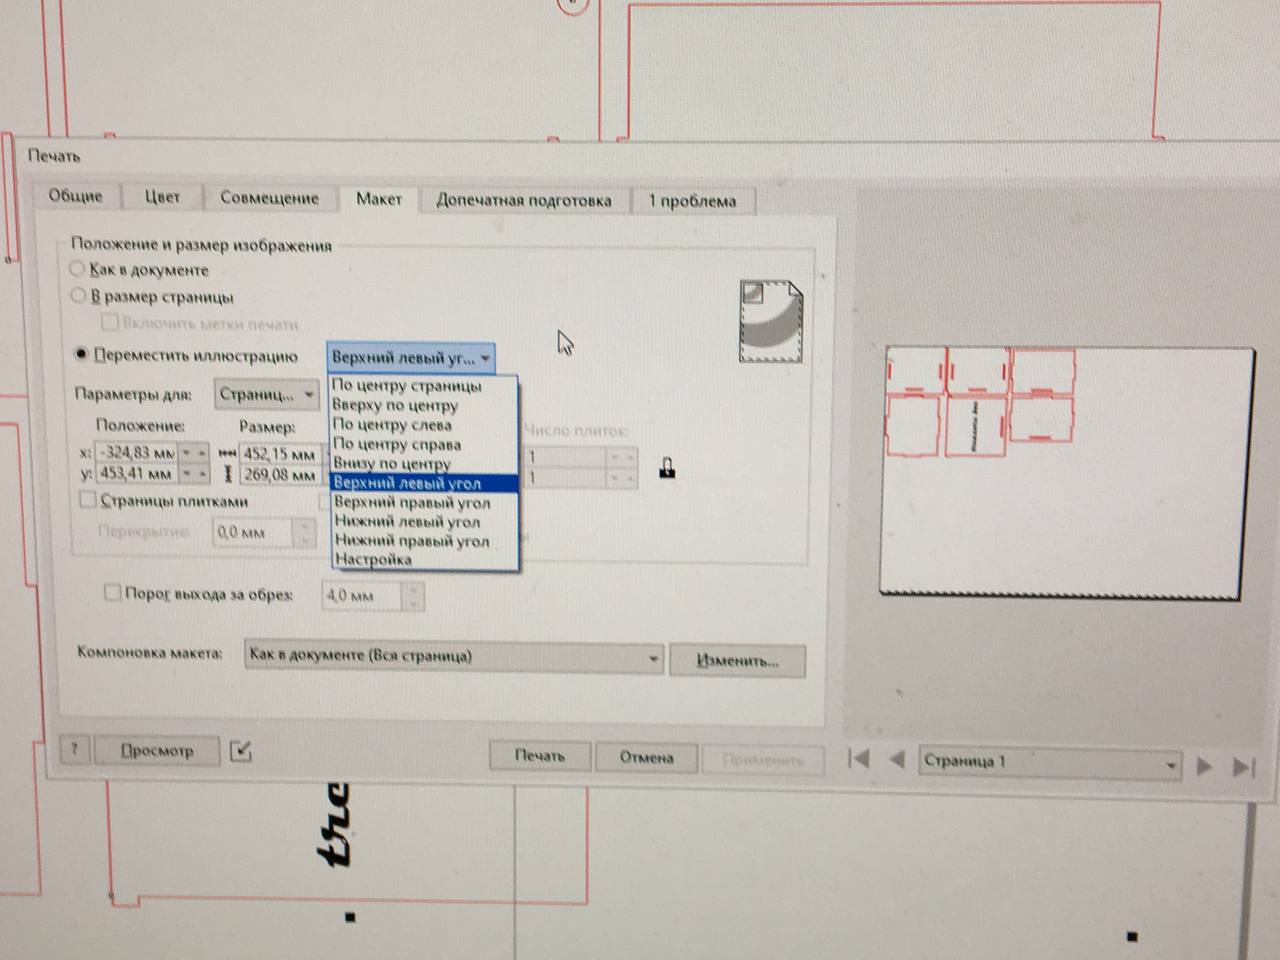 Печать
Общие Цвет Совмещение Макет Допечатная подготовка 1 проблема
Положение и размер изображения
Как в документе
В размер страницы
Включить метки печати
Переместить иллюстрацию Верхний левый уг...
По центру страницы
Вверху по центру
По центру слева
По центру справа
Внизу по центру
Верхний левый угол
Верхний правый угол
Нижний левый угол
Нижний правый угол
Настройка
Параметры для: Страниц...
Положение: Размер: Число плиток:
x: -324,83 мм 452,15 мм 1
y: 453,41 мм 269,08 мм 1
Страницы плитками
Перекрытие: 0,0 мм
Порог выхода за обрез: 4,0 мм
Компоновка макета: Как в документе (Вся страница) Изменить...
? Просмотр Печать Отмена Применить Страница 1
tre